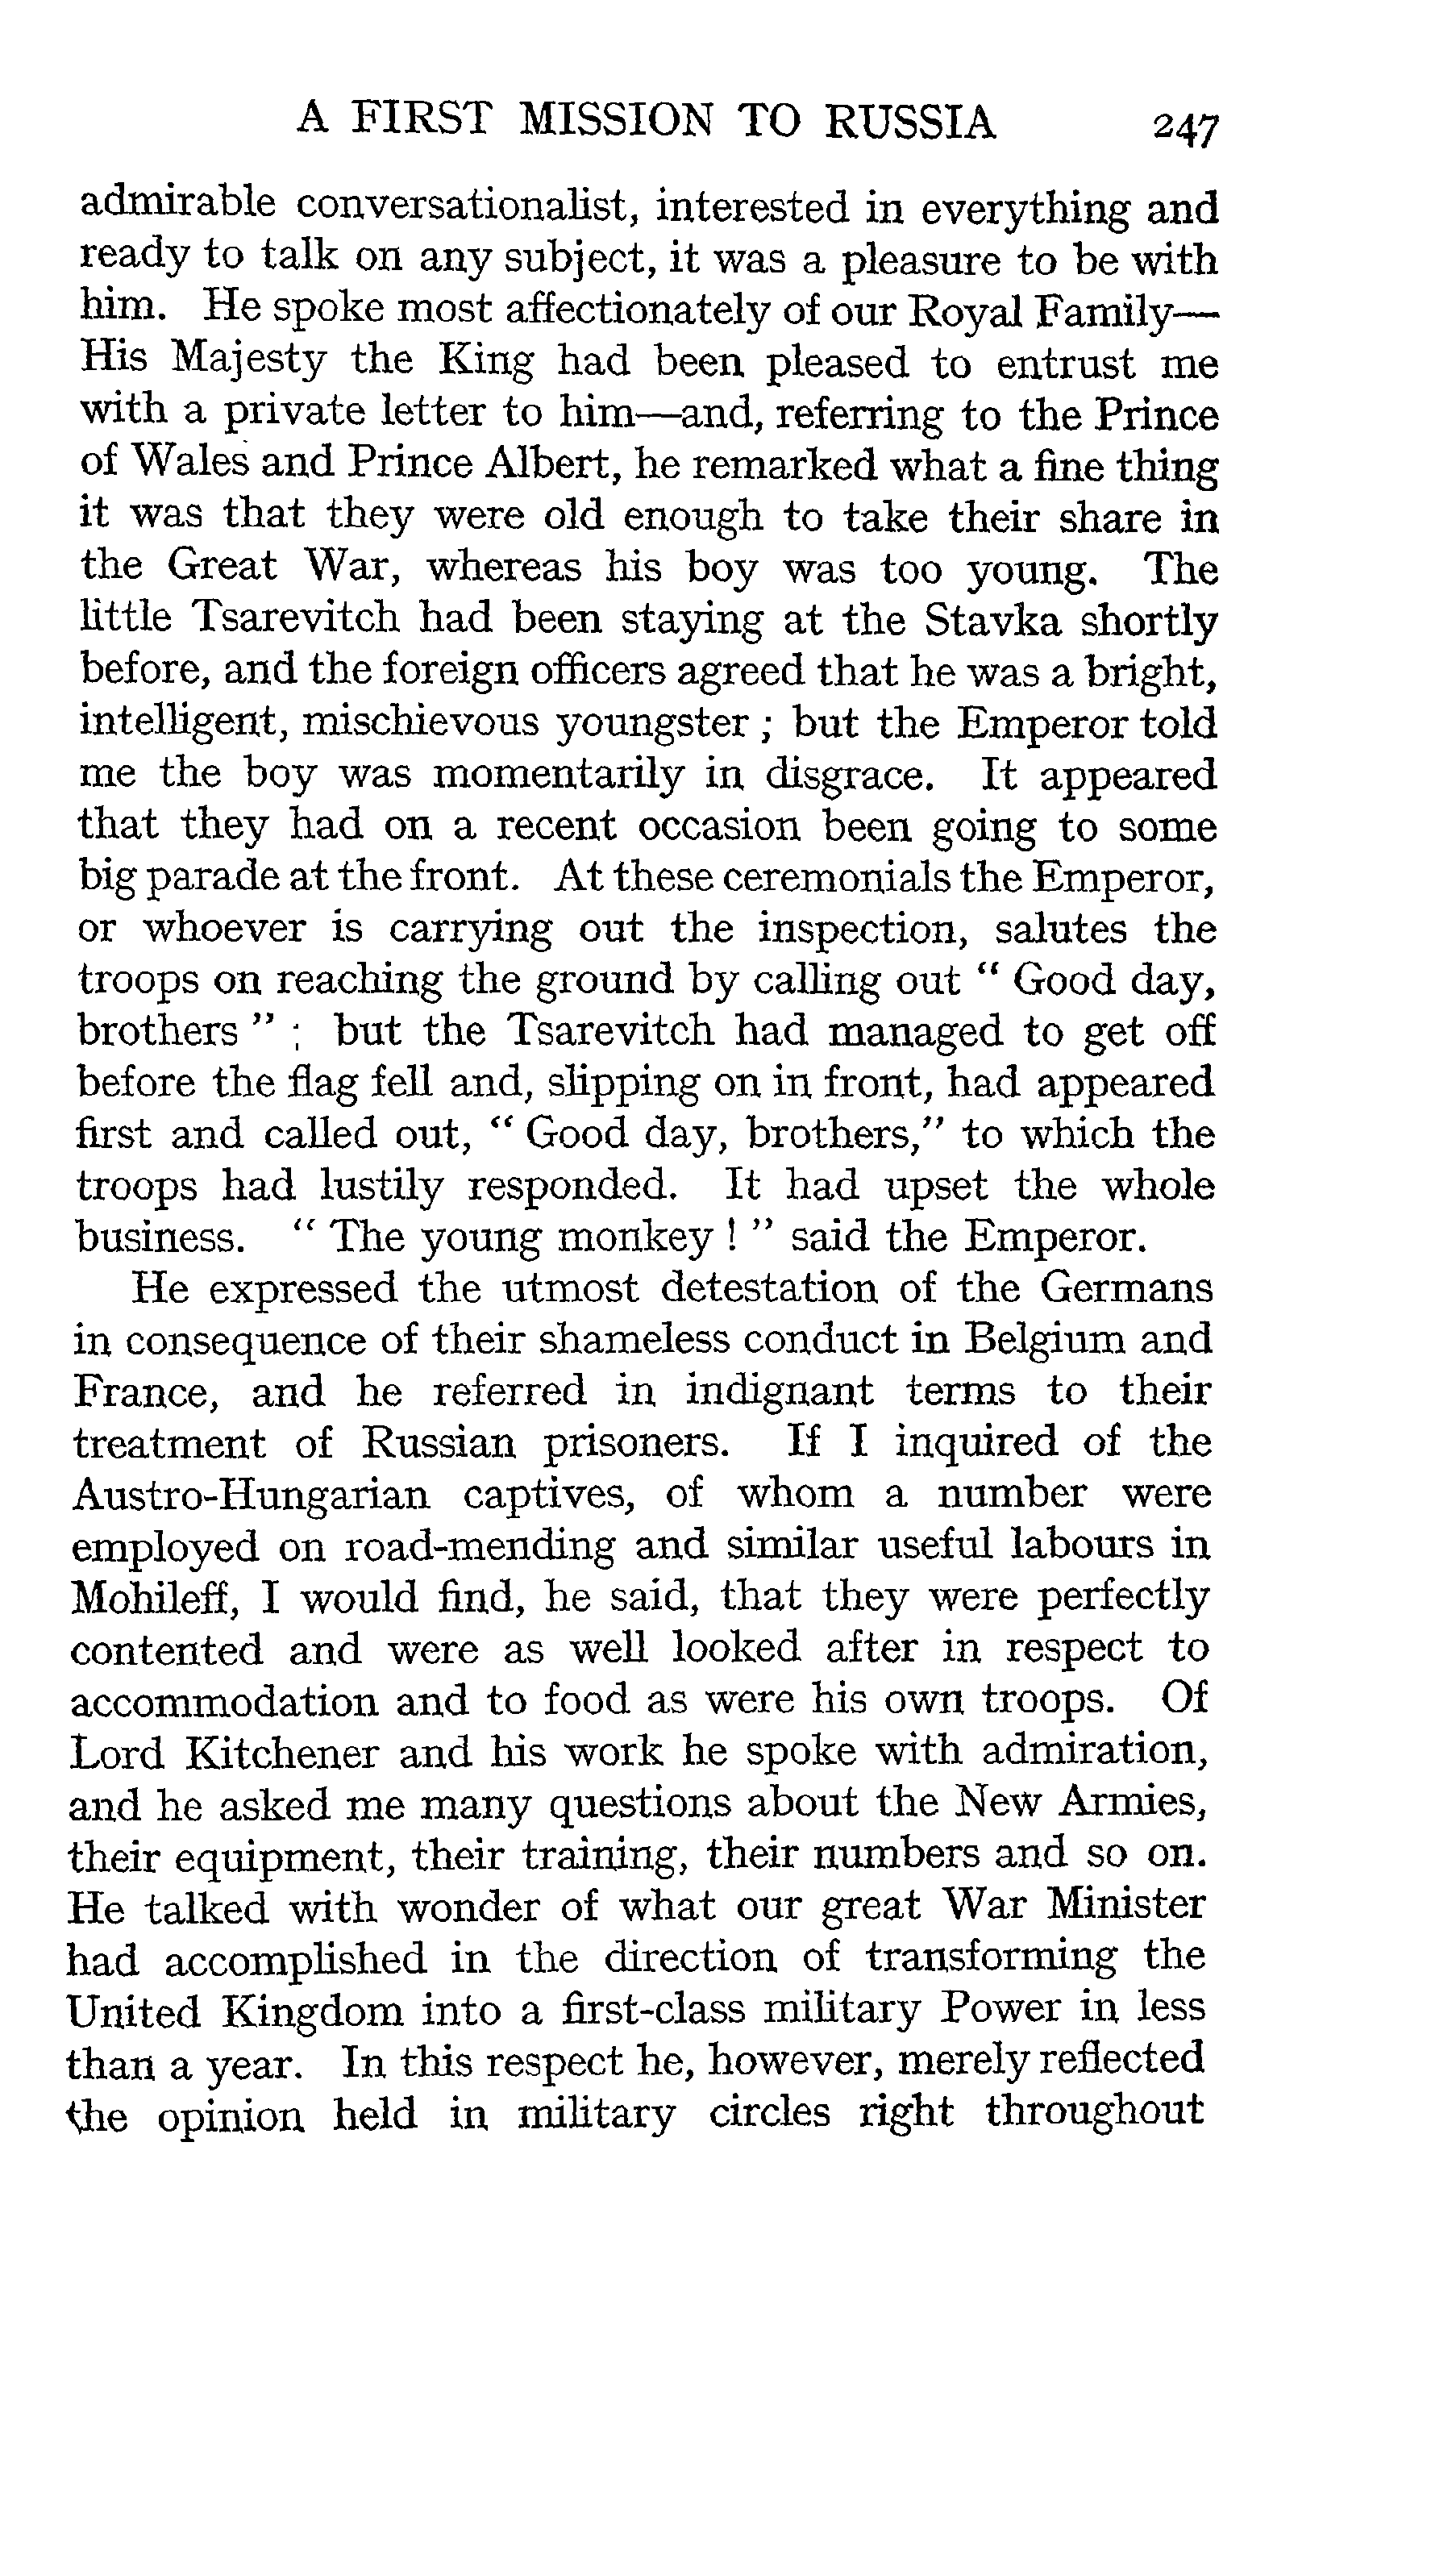 A FIRST MISSION TO RUSSIA 247
admirable conversationalist, interested in everything and
ready to talk on any subject, it was a pleasure to be with
him. He spoke most affectionately of our Royal Family—
His Majesty the King had been pleased to entrust me
with a private letter to him—and, referring to the Prince
of Wales and Prince Albert, he remarked what a fine thing
it was that they were old enough to take their share in
the Great War, whereas his boy was too young. The
little Tsarevitch had been staying at the Stavka shortly
before, and the foreign officers agreed that he was a bright,
intelligent, mischievous youngster ; but the Emperor told
me the boy was momentarily in disgrace. It appeared
that they had on a recent occasion been going to some
big parade at the front. At these ceremonials the Emperor,
or whoever is carrying out the inspection, salutes the
troops on reaching the ground by calling out " Good day,
brothers " ; but the Tsarevitch had managed to get off
before the flag fell and, slipping on in front, had appeared
first and called out, " Good day, brothers," to which the
troops had lustily responded. It had upset the whole
business. " The young monkey ! " said the Emperor.
He expressed the utmost detestation of the Germans
in consequence of their shameless conduct in Belgium and
France, and he referred in indignant terms to their
treatment of Russian prisoners. If I inquired of the
Austro-Hungarian captives, of whom a number were
employed on road-mending and similar useful labours in
Mohileff, I would find, he said, that they were perfectly
contented and were as well looked after in respect to
accommodation and to food as were his own troops. Of
Lord Kitchener and his work he spoke with admiration,
and he asked me many questions about the New Armies,
their equipment, their training, their numbers and so on.
He talked with wonder of what our great War Minister
had accomplished in the direction of transforming the
United Kingdom into a first-class military Power in less
than a year. In this respect he, however, merely reflected
the opinion held in military circles right throughout